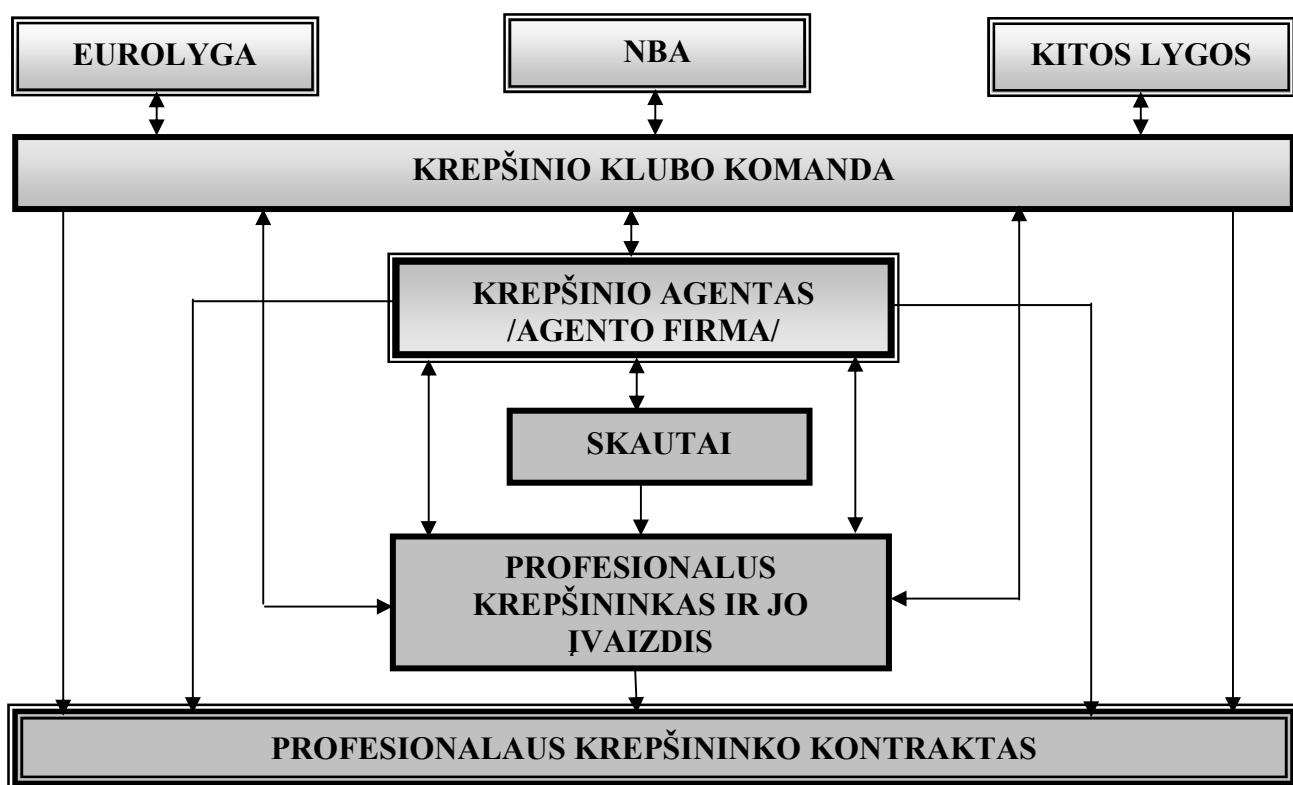 EUROLYGA
NBA
KITOS LYGOS
KREPŠINIO KLUBO KOMANDA
KREPŠINIO AGENTAS
/AGENTO FIRMA/
SKAUTAI
PROFESIONALUS
KREPŠININKAS IR JO
ĮVAIZDIS
PROFESIONALAUS KREPŠININKO KONTRAKTAS